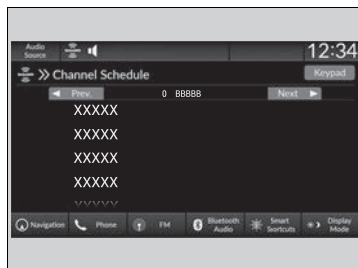 Audio Source
12:34
Channel Schedule
Keypad
Prev.
0 BBBBB
Next
XXXXX
XXXXX
XXXXX
XXXXX
XXXXX
Navigation
Phone
FM
Bluetooth Audio
Smart Shortcuts
Display Mode